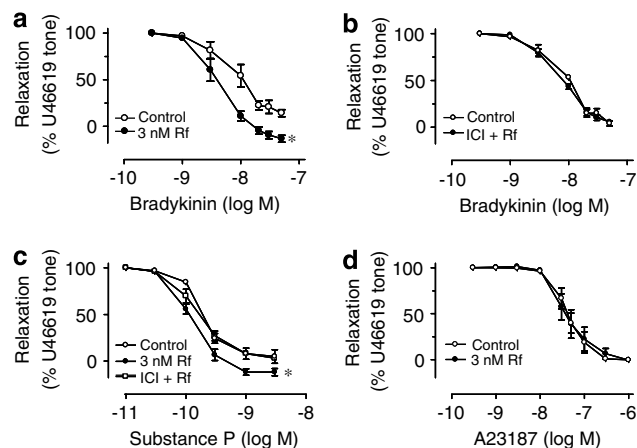 a
Relaxation
(% U46619 tone)
100
50
0
Control
3 nM Rf
*
-10 -9 -8 -7
Bradykinin (log M)
b
Relaxation
(% U46619 tone)
100
50
0
Control
ICI + Rf
-10 -9 -8 -7
Bradykinin (log M)
c
Relaxation
(% U46619 tone)
100
50
0
Control
3 nM Rf
ICI + Rf
*
-11 -10 -9 -8
Substance P (log M)
d
Relaxation
(% U46619 tone)
100
50
0
Control
3 nM Rf
-10 -9 -8 -7 -6
A23187 (log M)